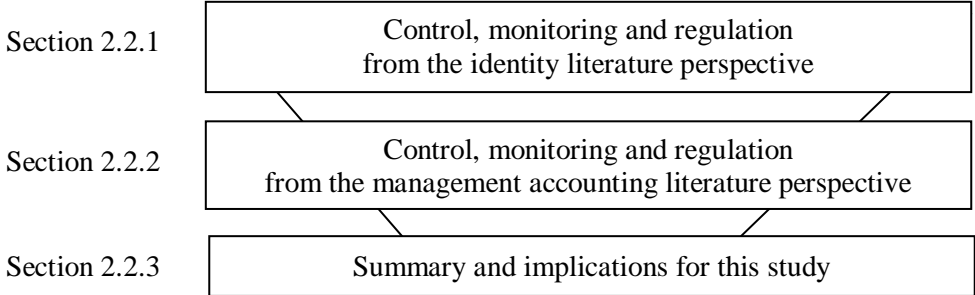 Section 2.2.1
Control, monitoring and regulation
from the identity literature perspective
Section 2.2.2
Control, monitoring and regulation
from the management accounting literature perspective
Section 2.2.3
Summary and implications for this study